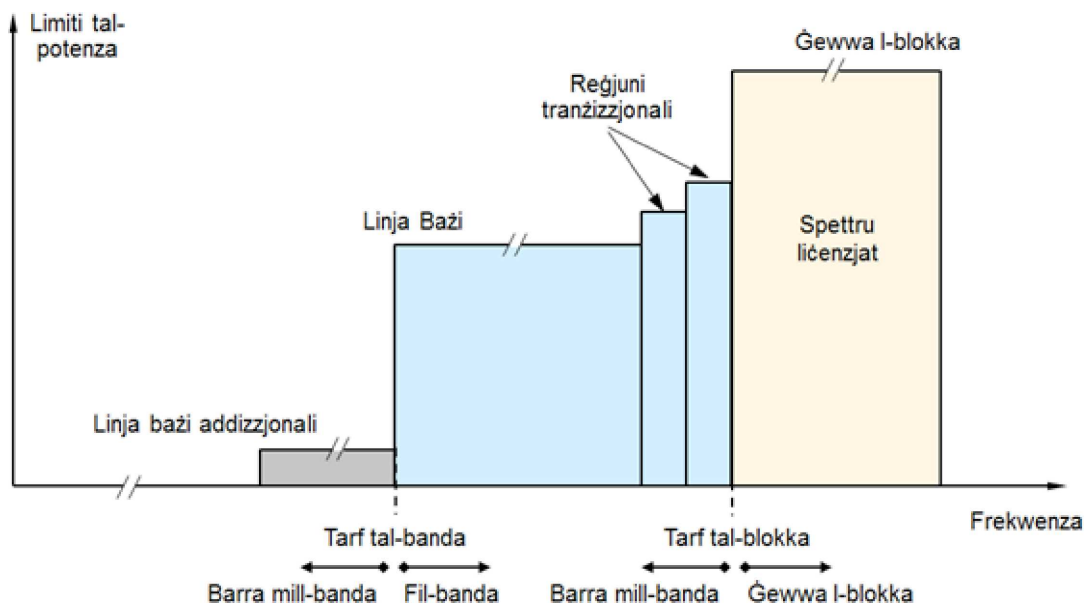 Limiti tal-
potenza
Ġewwa l-blokka
Reġjuni
tranżizzjonali
Linja Bażi
Spettru
liċenzjat
Linja bażi addizzjonali
Frekwenza
Tarf tal-banda
Tarf tal-blokka
Barra mill-banda
Fil-banda
Barra mill-banda
Ġewwa l-blokka